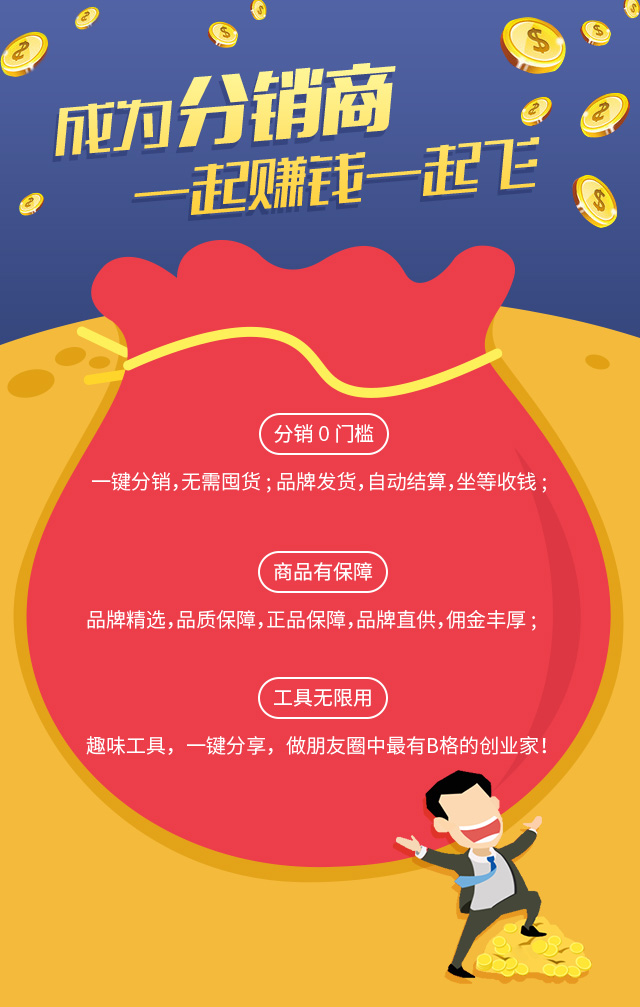 成为分销商
一起赚钱一起飞
分销0门槛
一键分销,无需囤货;品牌发货,自动结算,坐等收钱;
商品有保障
品牌精选,品质保障,正品保障,品牌直供,佣金丰厚;
工具无限用
趣味工具，一键分享，做朋友圈中最有B格的创业家！